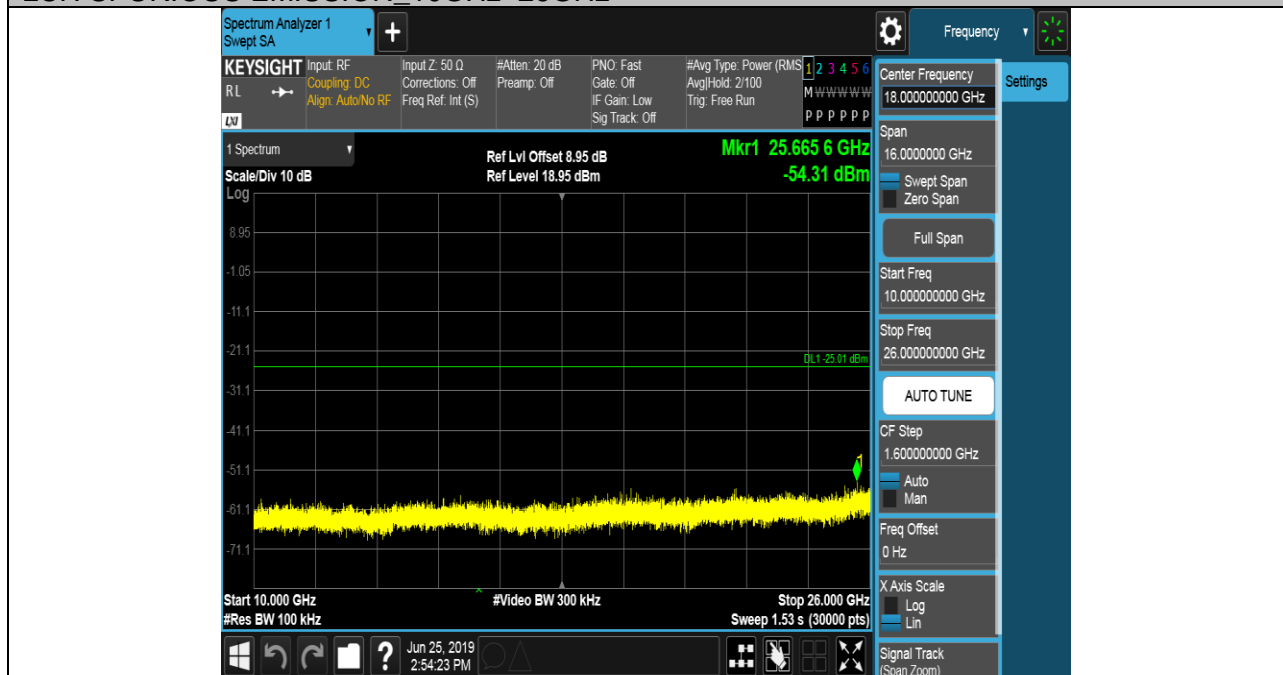 Spectrum Analyzer 1
Swept SA
+
Frequency
KEYSIGHT
RL
LXI
Input: RF
Coupling: DC
Align: Auto/No RF
Input Z: 50 Ω
Corrections: Off
Freq Ref: Int (S)
#Atten: 20 dB
Preamp: Off
PNO: Fast
Gate: Off
IF Gain: Low
Sig Track: Off
#Avg Type: Power (RMS
Avg|Hold: 2/100
Trig: Free Run
1 2 3 4 5 6
M W W W W W
P P P P P P
Center Frequency
18.000000000 GHz
Settings
Span
16.0000000 GHz
Swept Span
Zero Span
Full Span
Start Freq
10.000000000 GHz
Stop Freq
26.000000000 GHz
AUTO TUNE
CF Step
1.600000000 GHz
Auto
Man
Freq Offset
0 Hz
X Axis Scale
Log
Lin
Signal Track
(Span Zoom)
1 Spectrum
Scale/Div 10 dB
Log
Ref Lvl Offset 8.95 dB
Ref Level 18.95 dBm
Mkr1 25.665 6 GHz
-54.31 dBm
8.95
-1.05
-11.1
-21.1
DL1 -25.01 dBm
-31.1
-41.1
-51.1
1
-61.1
-71.1
Start 10.000 GHz
#Res BW 100 kHz
#Video BW 300 kHz
Stop 26.000 GHz
Sweep 1.53 s (30000 pts)
?
Jun 25, 2019
2:54:23 PM